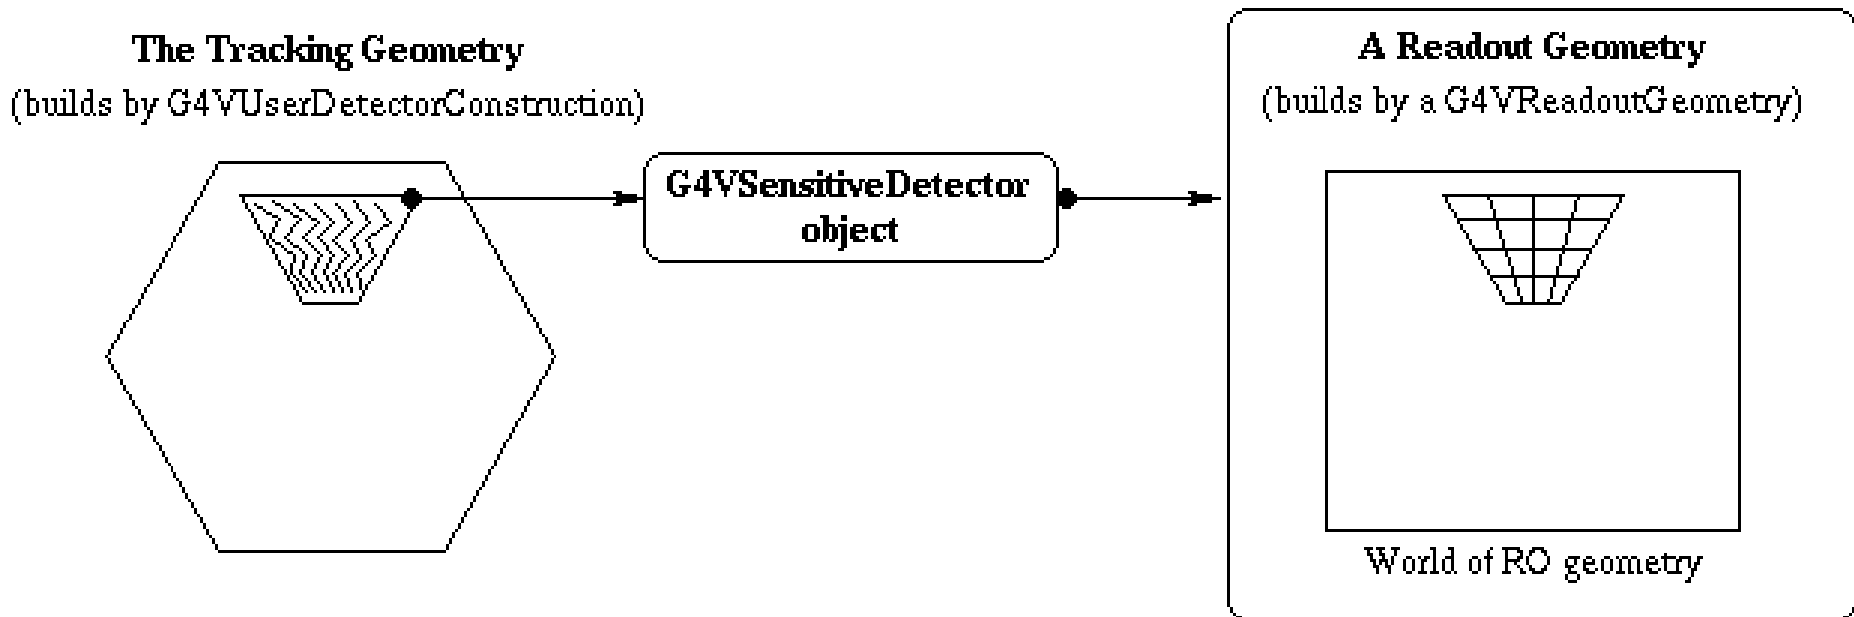 The Tracking Geometry
(builds by G4VUserDetectorConstruction)
G4VSensitiveDetector
object
A Readout Geometry
(builds by a G4VReadoutGeometry)
World of RO geometry